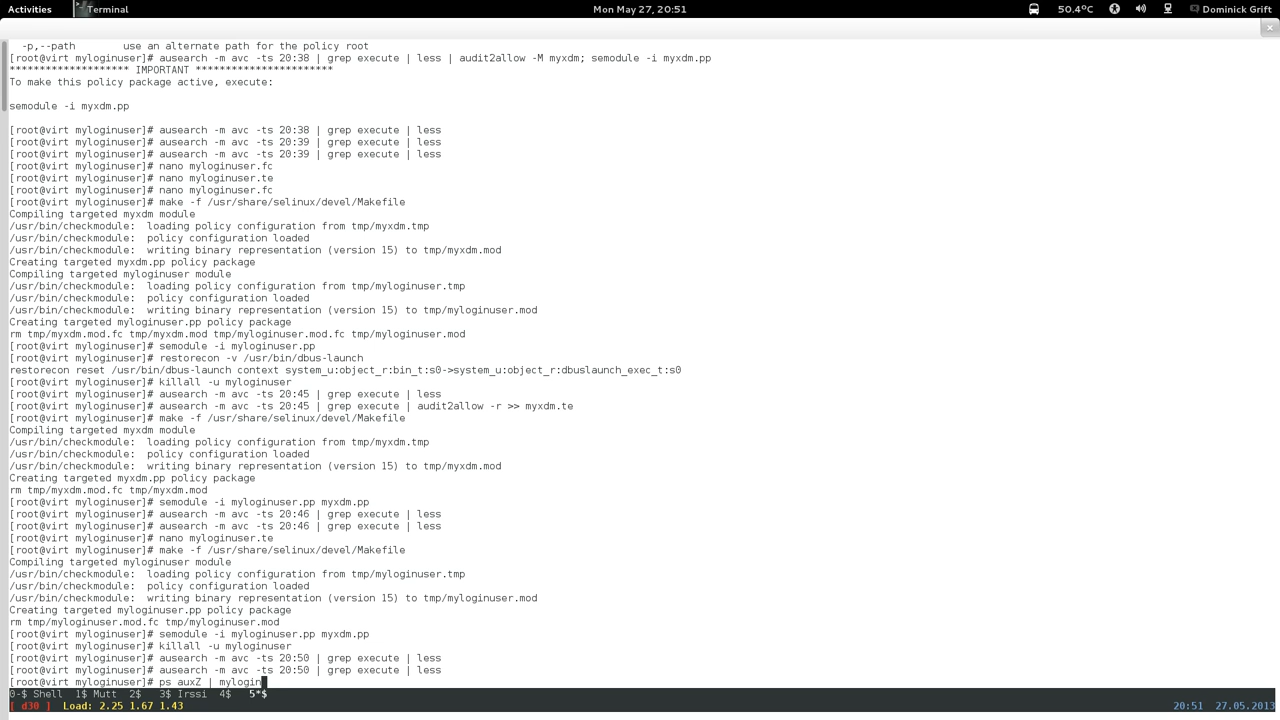 Activities Terminal Mon May 27, 20:51 50.4°C Dominick Grift
-p,--path use an alternate path for the policy root
[root@virt myloginuser]# ausearch -m avc -ts 20:38 | grep execute | less | audit2allow -M myxdm; semodule -i myxdm.pp
******************** IMPORTANT ***********************
To make this policy package active, execute:
semodule -i myxdm.pp
[root@virt myloginuser]# ausearch -m avc -ts 20:38 | grep execute | less
[root@virt myloginuser]# ausearch -m avc -ts 20:39 | grep execute | less
[root@virt myloginuser]# ausearch -m avc -ts 20:39 | grep execute | less
[root@virt myloginuser]# nano myloginuser.fc
[root@virt myloginuser]# nano myloginuser.te
[root@virt myloginuser]# nano myloginuser.fc
[root@virt myloginuser]# make -f /usr/share/selinux/devel/Makefile
Compiling targeted myxdm module
/usr/bin/checkmodule:  loading policy configuration from tmp/myxdm.tmp
/usr/bin/checkmodule:  policy configuration loaded
/usr/bin/checkmodule:  writing binary representation (version 15) to tmp/myxdm.mod
Creating targeted myxdm.pp policy package
Compiling targeted myloginuser module
/usr/bin/checkmodule:  loading policy configuration from tmp/myloginuser.tmp
/usr/bin/checkmodule:  policy configuration loaded
/usr/bin/checkmodule:  writing binary representation (version 15) to tmp/myloginuser.mod
Creating targeted myloginuser.pp policy package
rm tmp/myxdm.mod.fc tmp/myxdm.mod tmp/myloginuser.mod.fc tmp/myloginuser.mod
[root@virt myloginuser]# semodule -i myloginuser.pp
[root@virt myloginuser]# restorecon -v /usr/bin/dbus-launch
restorecon reset /usr/bin/dbus-launch context system_u:object_r:bin_t:s0->system_u:object_r:dbuslaunch_exec_t:s0
[root@virt myloginuser]# killall -u myloginuser
[root@virt myloginuser]# ausearch -m avc -ts 20:45 | grep execute | less
[root@virt myloginuser]# ausearch -m avc -ts 20:45 | grep execute | audit2allow -r >> myxdm.te
[root@virt myloginuser]# make -f /usr/share/selinux/devel/Makefile
Compiling targeted myxdm module
/usr/bin/checkmodule:  loading policy configuration from tmp/myxdm.tmp
/usr/bin/checkmodule:  policy configuration loaded
/usr/bin/checkmodule:  writing binary representation (version 15) to tmp/myxdm.mod
Creating targeted myxdm.pp policy package
rm tmp/myxdm.mod.fc tmp/myxdm.mod
[root@virt myloginuser]# semodule -i myloginuser.pp myxdm.pp
[root@virt myloginuser]# ausearch -m avc -ts 20:46 | grep execute | less
[root@virt myloginuser]# ausearch -m avc -ts 20:46 | grep execute | less
[root@virt myloginuser]# nano myloginuser.te
[root@virt myloginuser]# make -f /usr/share/selinux/devel/Makefile
Compiling targeted myloginuser module
/usr/bin/checkmodule:  loading policy configuration from tmp/myloginuser.tmp
/usr/bin/checkmodule:  policy configuration loaded
/usr/bin/checkmodule:  writing binary representation (version 15) to tmp/myloginuser.mod
Creating targeted myloginuser.pp policy package
rm tmp/myloginuser.mod.fc tmp/myloginuser.mod
[root@virt myloginuser]# semodule -i myloginuser.pp myxdm.pp
[root@virt myloginuser]# killall -u myloginuser
[root@virt myloginuser]# ausearch -m avc -ts 20:50 | grep execute | less
[root@virt myloginuser]# ausearch -m avc -ts 20:50 | grep execute | less
[root@virt myloginuser]# ps auxZ | mylogin
0-$ Shell 1$ Mutt 2$ 3$ Irssi 4$ 5*$
[ d30 ] Load: 2.25 1.67 1.43 20:51 27.05.2013